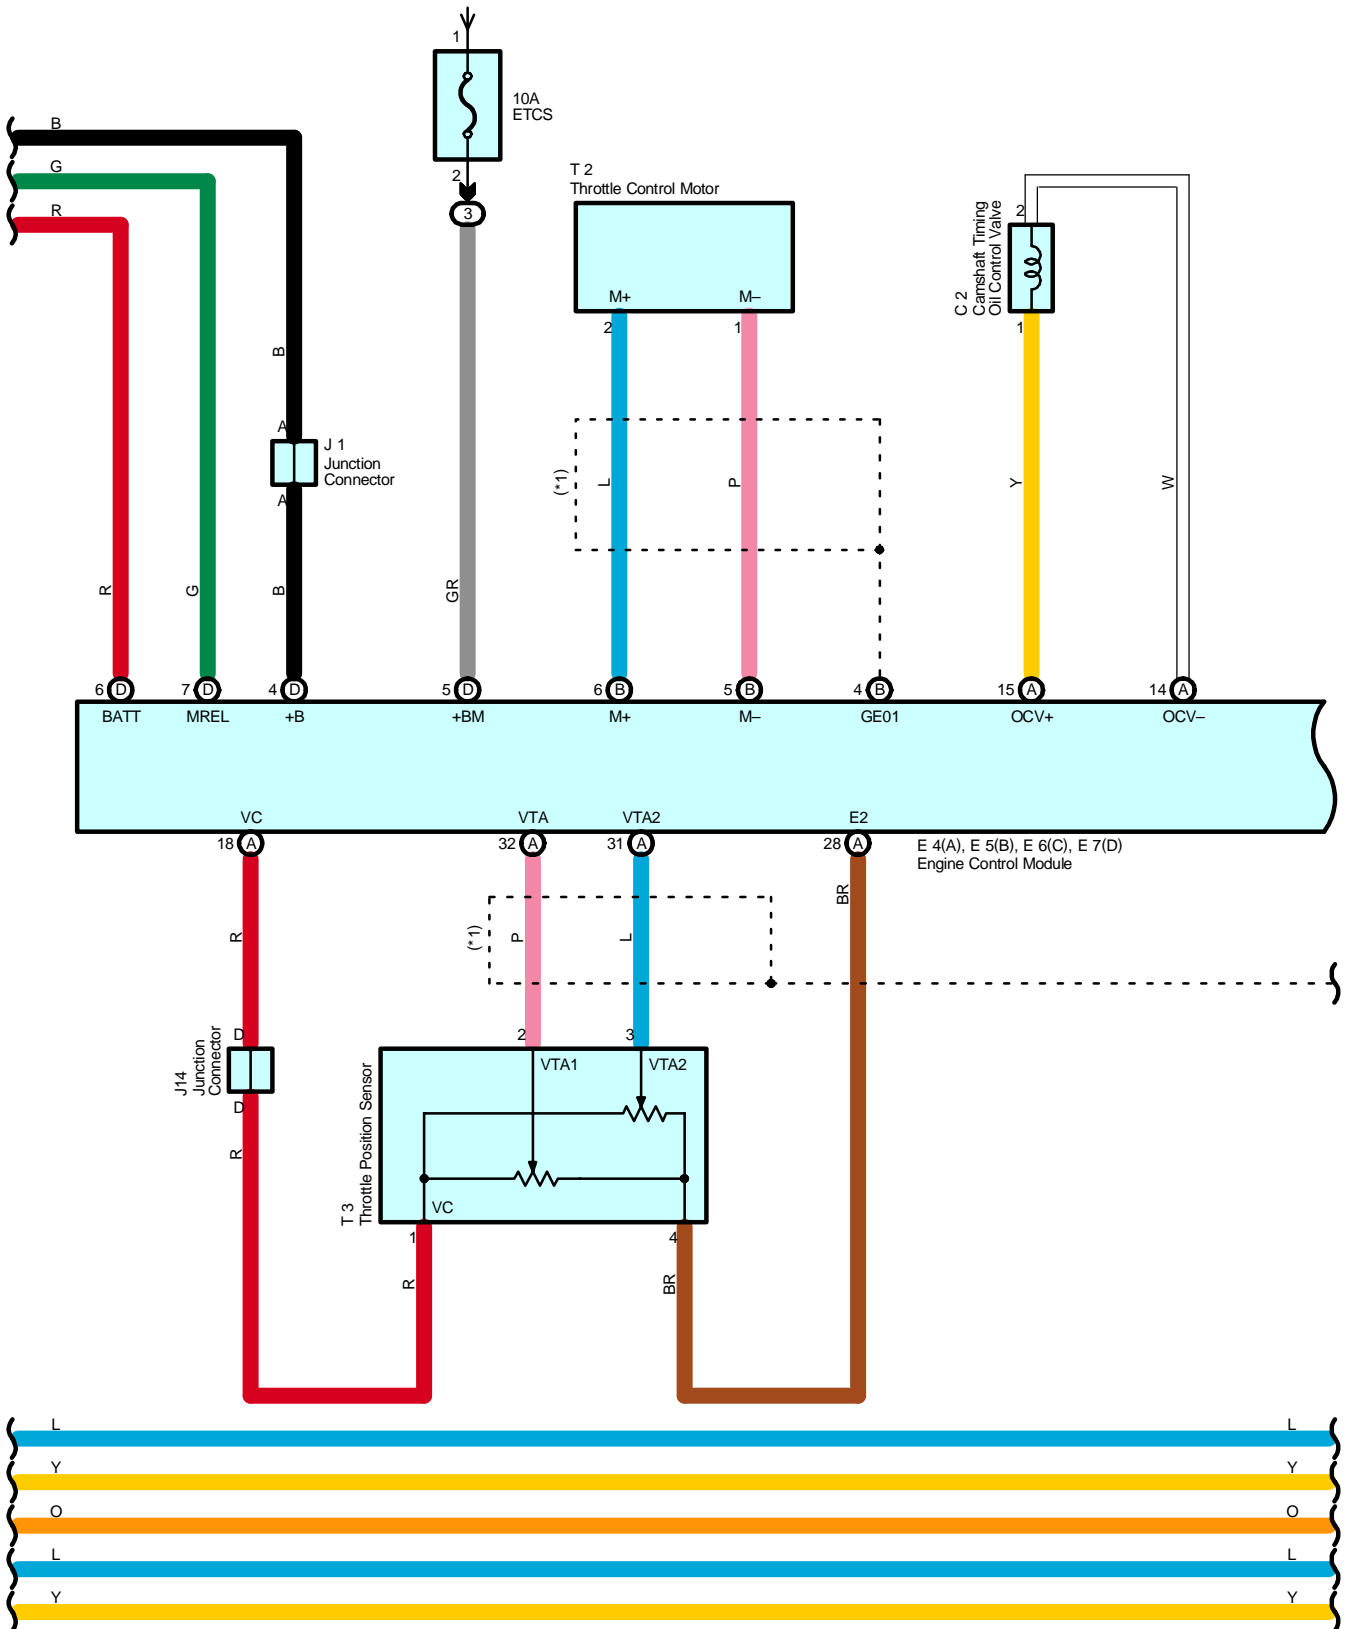 1
10A
ETCS
2
3
B
G
R
T 2
Throttle Control Motor
M+
M–
2
1
C 2
Camshaft Timing
Oil Control Valve
2
1
B
A
J 1
Junction
Connector
A
(*1)
L
P
Y
W
R
G
B
GR
6 D
7 D
4 D
5 D
6 B
5 B
4 B
15 A
14 A
BATT
MREL
+B
+BM
M+
M–
GE01
OCV+
OCV–
VC
VTA
VTA2
E2
18 A
32 A
31 A
28 A
E 4(A), E 5(B), E 6(C), E 7(D)
Engine Control Module
BR
R
(*1)
P
L
D
J14
Junction
Connector
D
R
2
3
VTA1
VTA2
T 3
Throttle Position Sensor
VC
1
4
R
BR
L
L
Y
Y
O
O
L
L
Y
Y